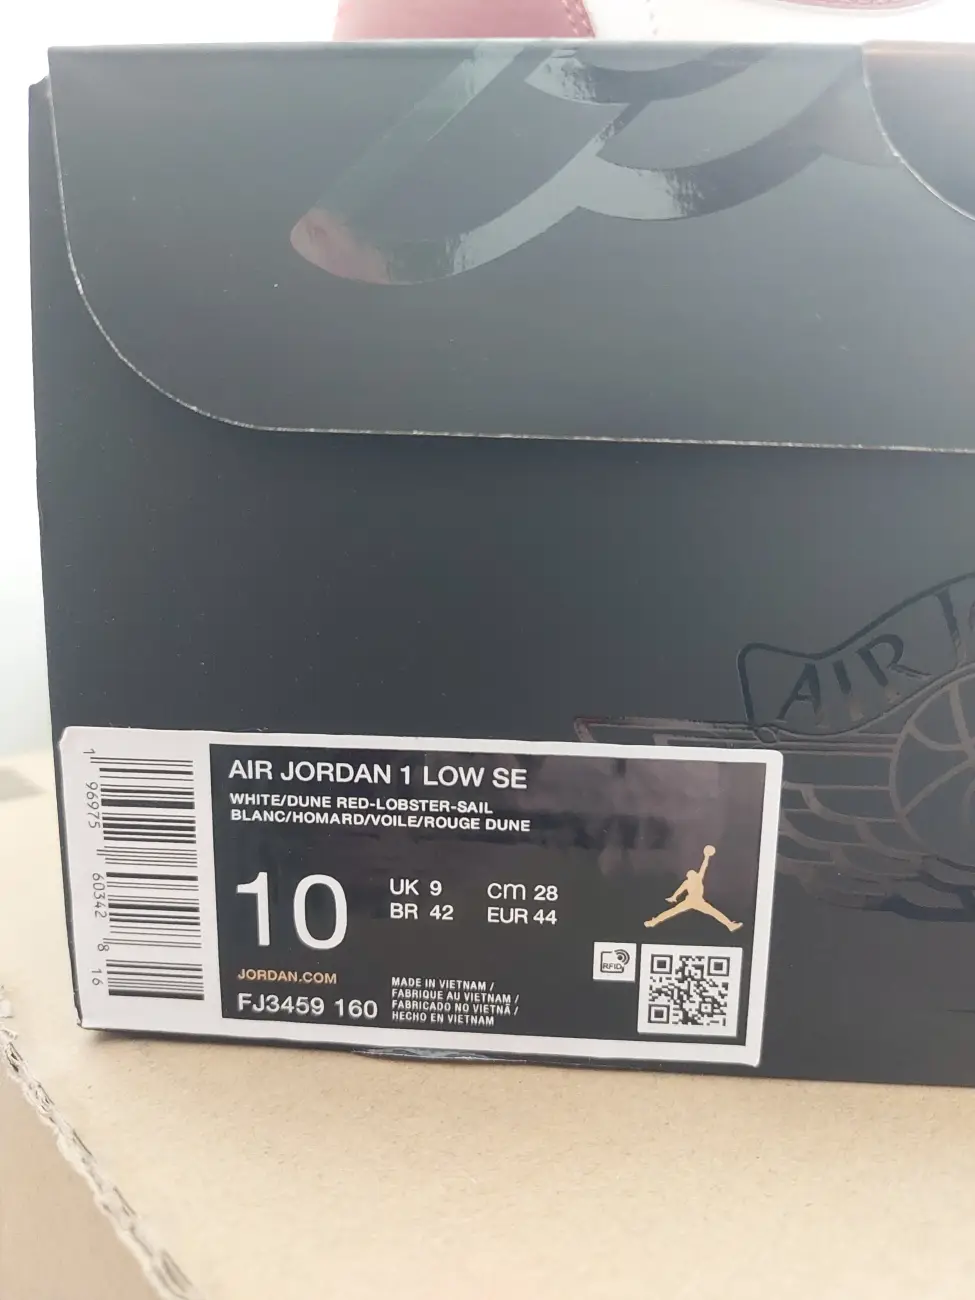 AIR JO
AIR JORDAN 1 LOW SE
WHITE/DUNE RED-LOBSTER-SAIL
BLANC/HOMARD/VOILE/ROUGE DUNE
10
UK 9
cm 28
BR 42
EUR 44
JORDAN.COM
FJ3459 160
MADE IN VIETNAM /
FABRIQUE AU VIETNAM /
FABRICADO NO VIETNÃ /
HECHO EN VIETNAM
RFID
1 96975 60342 8 16